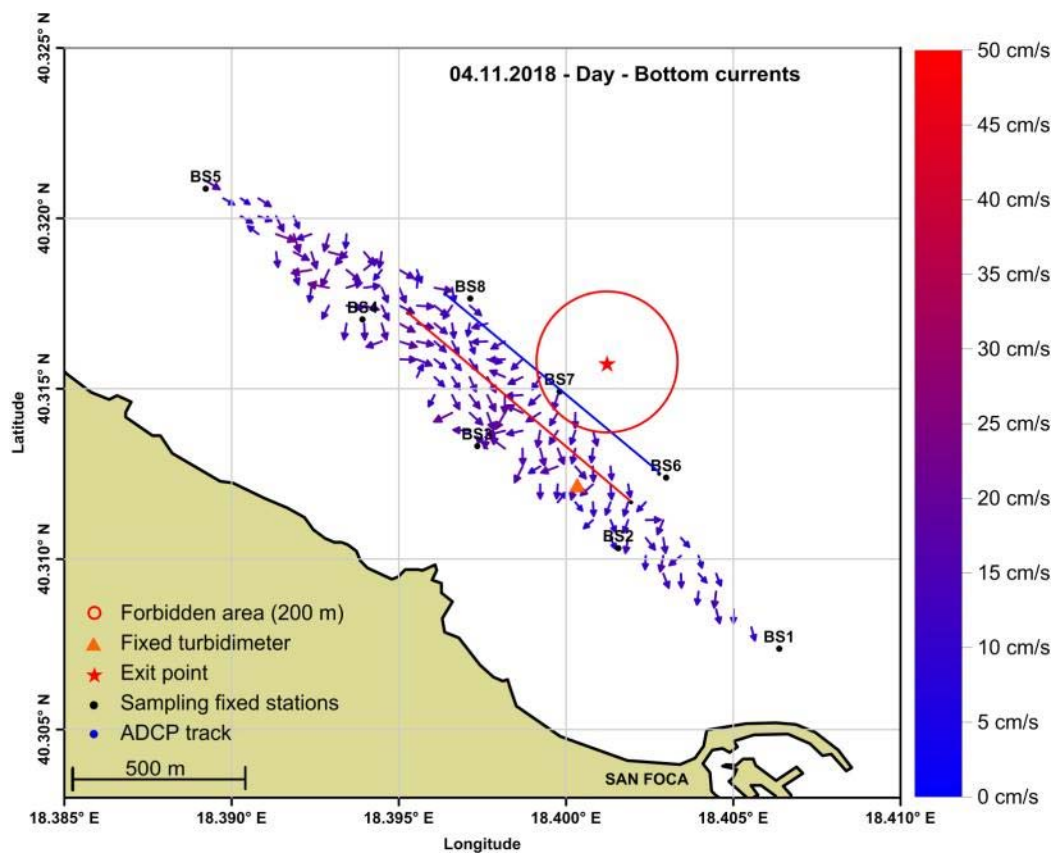 04.11.2018 - Day - Bottom currents
50 cm/s
45 cm/s
40 cm/s
35 cm/s
30 cm/s
25 cm/s
20 cm/s
15 cm/s
10 cm/s
5 cm/s
0 cm/s
40.325° N
40.320° N
40.315° N
40.310° N
40.305° N
Latitude
BS5
BS8
BS4
BS7
BS3
BS6
BS2
BS1
Forbidden area (200 m)
Fixed turbidimeter
Exit point
Sampling fixed stations
ADCP track
500 m
SAN FOCA
18.385° E
18.390° E
18.395° E
18.400° E
18.405° E
18.410° E
Longitude